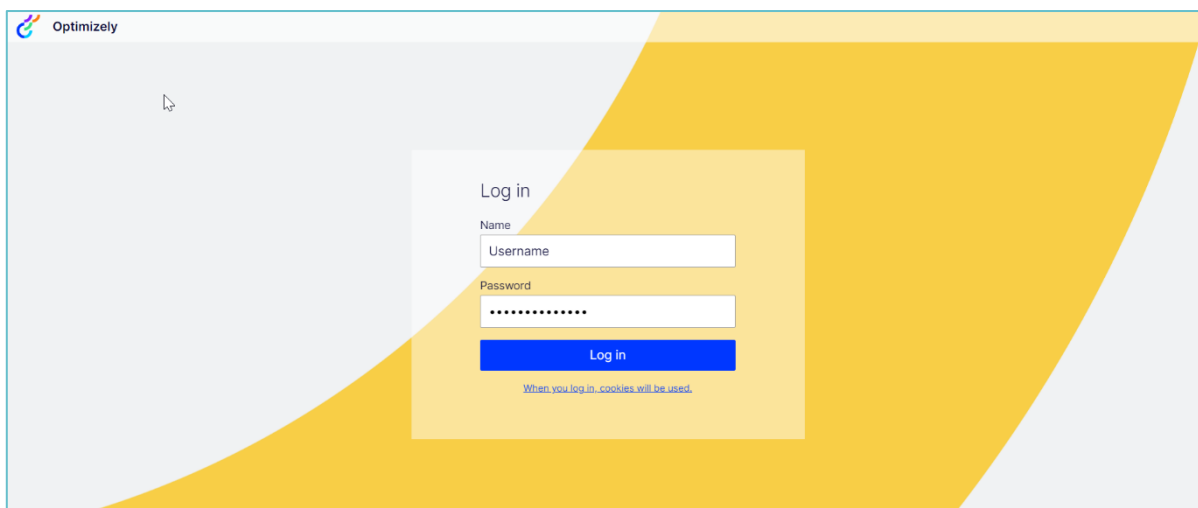 Optimizely
Log in
Name
Username
Password
••••••••••••••
Log in
When you log in, cookies will be used.